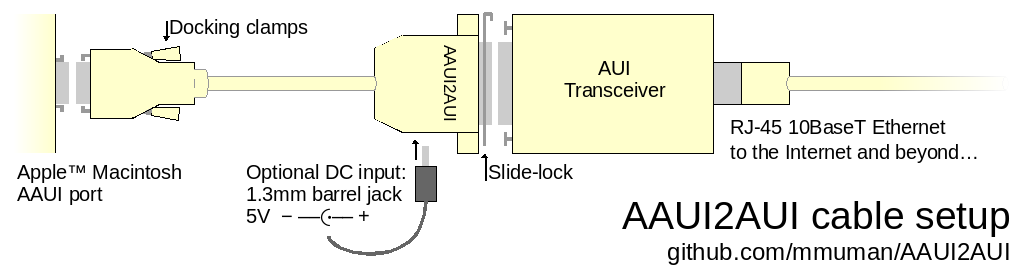 Docking clamps
AAUI2AUI
AUI
Transceiver
RJ-45 10BaseT Ethernet
to the Internet and beyond…
Apple™ Macintosh
AAUI port
Optional DC input:
1.3mm barrel jack
5V − +
Slide-lock
AAUI2AUI cable setup
github.com/mmuman/AAUI2AUI